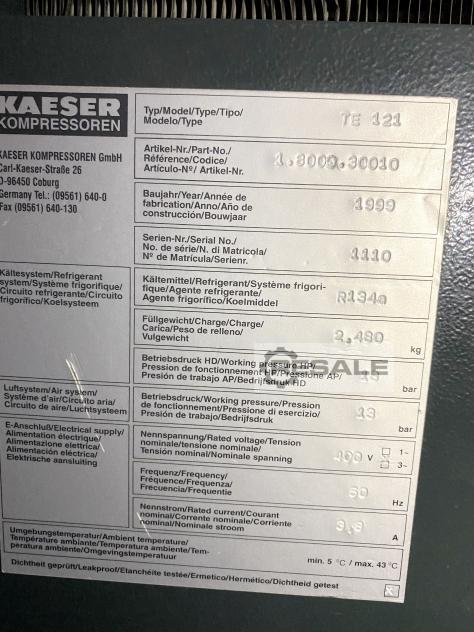 KAESER
KOMPRESSOREN
KAESER KOMPRESSOREN GmbH
Carl-Kaeser-Straße 26
D-96450 Coburg
Germany Tel.: (09561) 640-0
Fax (09561) 640-130
Typ/Model/Type/Tipo/
Modelo/Type
TE 121
Artikel-Nr./Part-No./
Référence/Codice/
Artículo-Nº/ Artikel-Nr.
1.8009.30010
Baujahr/Year/Année de
fabrication/Anno/Año de
construcción/Bouwjaar
1999
Serien-Nr./Serial No./
No. de série/N. di Matricola/
Nº de Matrícula/Serienr.
1110
Kältesystem/Refrigerant
system/Système frigorifique/
Circuito refrigerante/Circuito
frigorífico/Koelsysteem
Kältemittel/Refrigerant/Système frigori-
fique/Agente refrigerante/
Agente frigorífico/Koelmiddel
R134a
Füllgewicht/Charge/Charge/
Carica/Peso de relleno/
Vulgewicht
2,480
kg
Betriebsdruck HD/Working pressure HP/
Pression de fonctionnement HP/Pressione AP/
Presión de trabajo AP/Bedrijfsdruk HD
bar
SALE
Luftsystem/Air system/
Système d'air/Circuito aria/
Circuito de aire/Luchtsysteem
Betriebsdruck/Working pressure/Pression
de fonctionnement/Pressione di esercizio/
Presión de trabajo/Bedrijfsdruk
13
bar
E-Anschluß/Electrical supply/
Alimentation électrique/
Alimentazione elettrica/
Alimentación eléctrica/
Elektrische aansluiting
Nennspannung/Rated voltage/Tension
nominale/tensione nominale/
Tensión nominal/Nominale spanning
400 V
1~
3~
Frequenz/Frequency/
Fréquence/Frequenza/
Frecuencia/Frequentie
50
Hz
Nennstrom/Rated current/Courant
nominal/Corrente nominale/Corriente
nominal/Nominale stroom
A
Umgebungstemperatur/Ambient temperature/
Température ambiante/Temperatura ambiente/Tem-
peratura ambiente/Omgevingstemperatuur
min. 5 °C / max. 43 °C
Dichtheit geprüft/Leakproof/Etanchéite testée/Ermetico/Hermético/Dichtheid getest